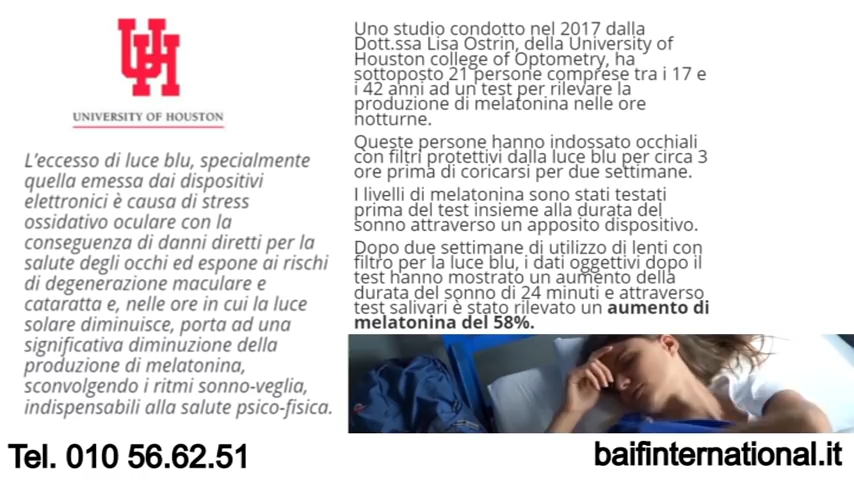 UH
UNIVERSITY OF HOUSTON
L'eccesso di luce blu, specialmente
quella emessa dai dispositivi
elettronici è causa di stress
ossidativo oculare con la
conseguenza di danni diretti per la
salute degli occhi ed espone ai rischi
di degenerazione maculare e
cataratta e, nelle ore in cui la luce
solare diminuisce, porta ad una
significativa diminuzione della
produzione di melatonina,
sconvolgendo i ritmi sonno-veglia,
indispensabili alla salute psico-fisica.
Uno studio condotto nel 2017 dalla
Dott.ssa Lisa Ostrin, della University of
Houston college of Optometry, ha
sottoposto 21 persone comprese tra i 17 e
i 42 anni ad un test per rilevare la
produzione di melatonina nelle ore
notturne.
Queste persone hanno indossato occhiali
con filtri protettivi dalla luce blu per circa 3
ore prima di coricarsi per due settimane.
I livelli di melatonina sono stati testati
prima del test insieme alla durata del
sonno attraverso un apposito dispositivo.
Dopo due settimane di utilizzo di lenti con
filtro per la luce blu, i dati oggettivi dopo il
test hanno mostrato un aumento della
durata del sonno di 24 minuti e attraverso
test salivari è stato rilevato un aumento di
melatonina del 58%.
Tel. 010 56.62.51
baifinternational.it